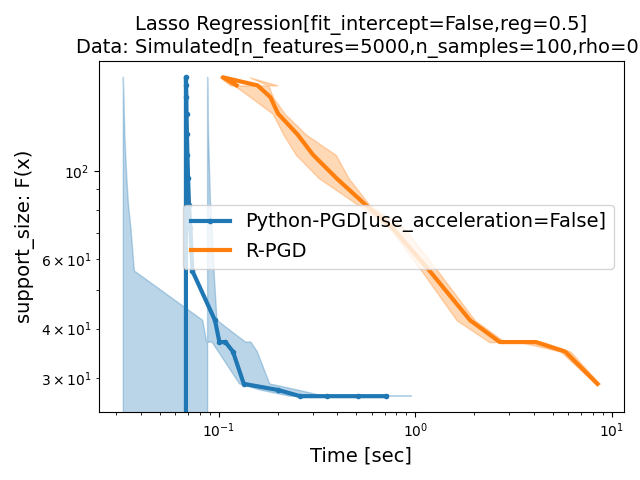 Lasso Regression[fit_intercept=False,reg=0.5]
Data: Simulated[n_features=5000,n_samples=100,rho=0
support_size: F(x)
10²
6 × 10¹
4 × 10¹
3 × 10¹
Python-PGD[use_acceleration=False]
R-PGD
10⁻¹
10⁰
10¹
Time [sec]